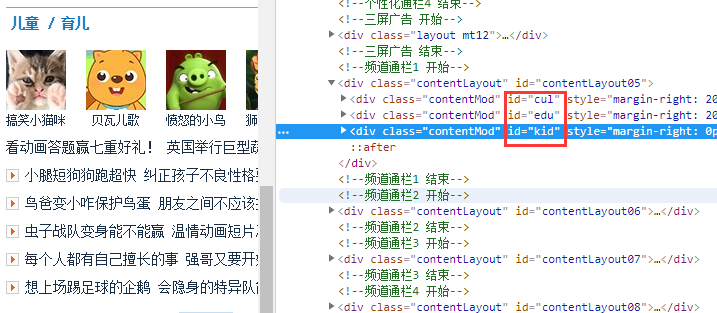 儿童 / 育儿
搞笑小猫咪 贝瓦儿歌 愤怒的小鸟 狮
看动画答题赢七重好礼! 英国举行巨型
小腿短狗狗跑超快 纠正孩子不良性格
鸟爸变小咋保护鸟蛋 朋友之间不应该
虫子战队变身能不能赢 温情动画短片
每个人都有自己擅长的事 强哥又要开
想上场踢足球的企鹅 会隐身的特异队
<!--个性化通栏4 结束-->
<!--三屏广告 开始-->
<div class="layout mt12">…</div>
<!--三屏广告 结束-->
<!--频道通栏1 开始-->
<div class="contentLayout" id="contentLayout05">
<div class="contentMod" id="cul" style="margin-right: 20
<div class="contentMod" id="edu" style="margin-right: 20
… <div class="contentMod" id="kid" style="margin-right: 0p
::after
</div>
<!--频道通栏1 结束-->
<!--频道通栏2 开始-->
<div class="contentLayout" id="contentLayout06">…</div>
<!--频道通栏2 结束-->
<!--频道通栏3 开始-->
<div class="contentLayout" id="contentLayout07">…</div>
<!--频道通栏3 结束-->
<!--频道通栏4 开始-->
<div class="contentLayout" id="contentLayout08">…</div>